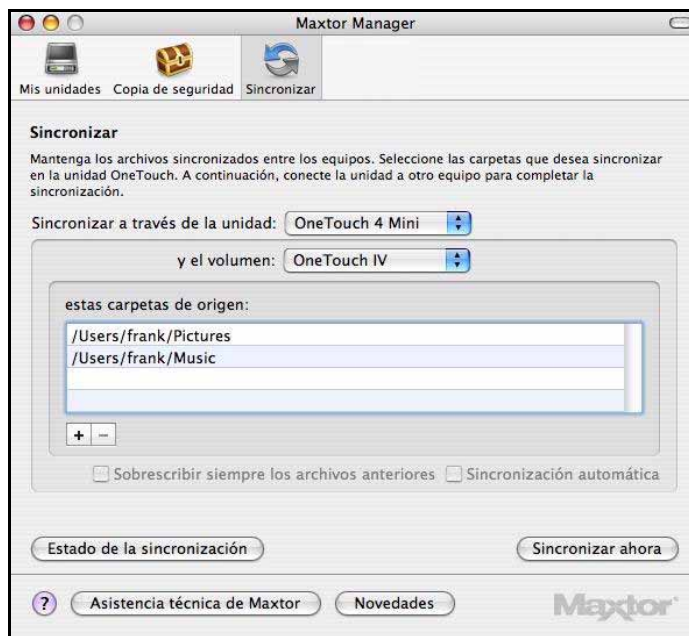 Maxtor Manager
Mis unidades Copia de seguridad Sincronizar
Sincronizar
Mantenga los archivos sincronizados entre los equipos. Seleccione las carpetas que desea sincronizar
en la unidad OneTouch. A continuación, conecte la unidad a otro equipo para completar la
sincronización.
Sincronizar a través de la unidad: OneTouch 4 Mini
y el volumen: OneTouch IV
estas carpetas de origen:
/Users/frank/Pictures
/Users/frank/Music
+ −
Sobrescribir siempre los archivos anteriores Sincronización automática
Estado de la sincronización Sincronizar ahora
? Asistencia técnica de Maxtor Novedades Maxtor